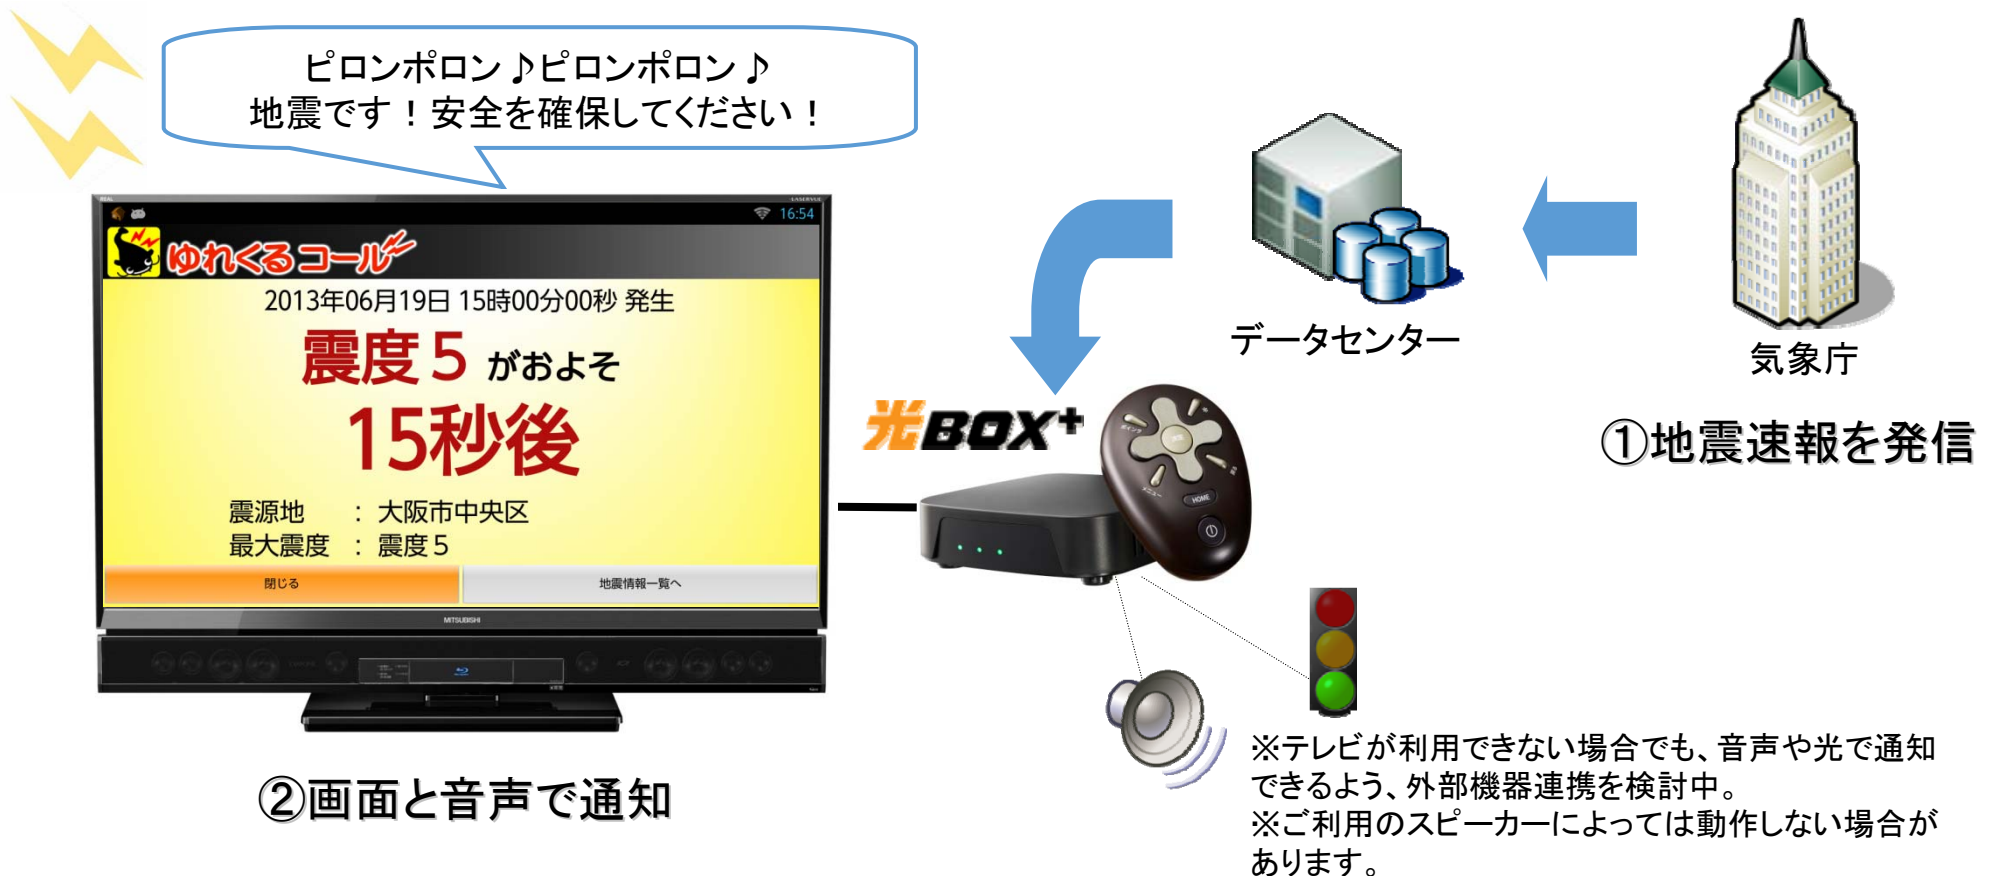 ピロンポロン♪ピロンポロン♪
地震です！安全を確保してください！
REAL
LASERVUE
16:54
ゆれくるコール
2013年06月19日 15時00分00秒 発生
震度５ がおよそ
15秒後
震源地 ： 大阪市中央区
最大震度 ： 震度５
閉じる
地震情報一覧へ
MITSUBISHI
②画面と音声で通知
光BOX+
ポインタ
メニュー
HOME
データセンター
気象庁
①地震速報を発信
※テレビが利用できない場合でも、音声や光で通知
できるよう、外部機器連携を検討中。
※ご利用のスピーカーによっては動作しない場合が
あります。